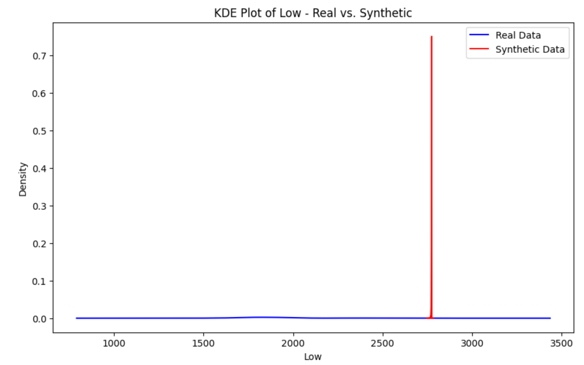 KDE Plot of Low - Real vs. Synthetic
Real Data
Synthetic Data
Density
0.7
0.6
0.5
0.4
0.3
0.2
0.1
0.0
1000 1500 2000 2500 3000 3500
Low